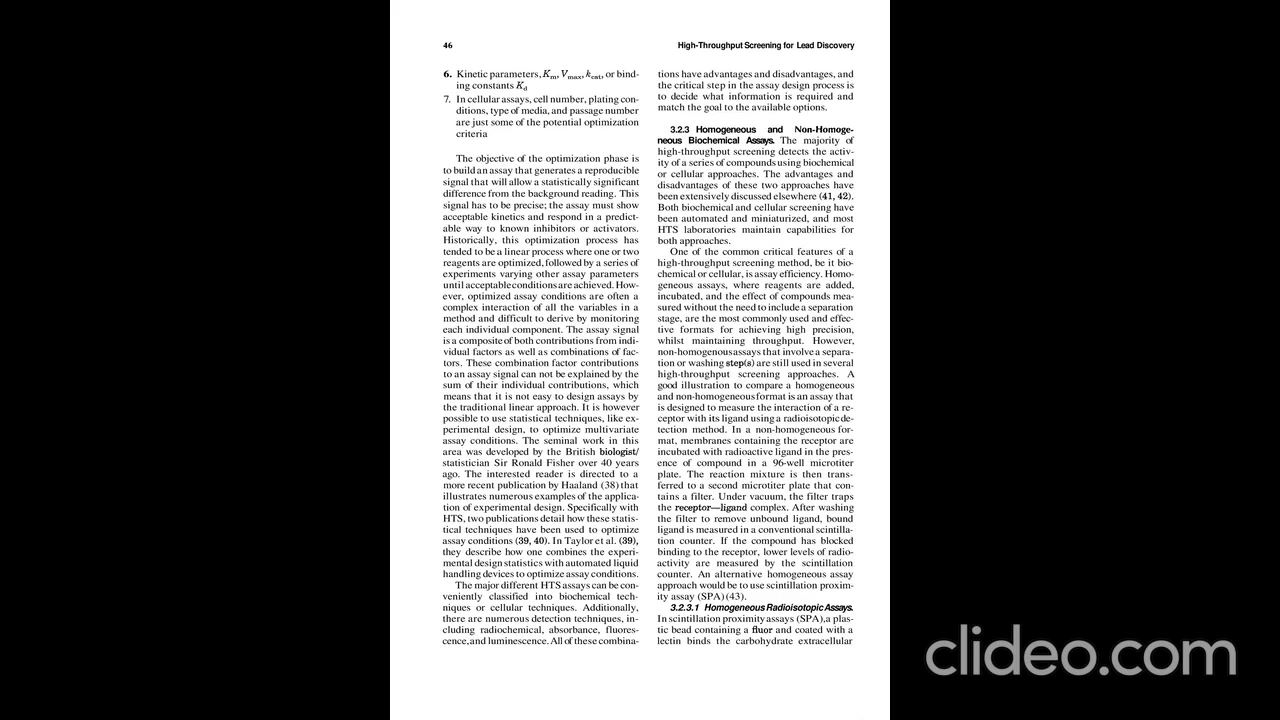 46
High-Throughput Screening for Lead Discovery
6. Kinetic parameters, Km, Vmax, kcat, or bind-
ing constants Kd
7. In cellular assays, cell number, plating con-
ditions, type of media, and passage number
are just some of the potential optimization
criteria
The objective of the optimization phase is
to build an assay that generates a reproducible
signal that will allow a statistically significant
difference from the background reading. This
signal has to be precise; the assay must show
acceptable kinetics and respond in a predict-
able way to known inhibitors or activators.
Historically, this optimization process has
tended to be a linear process where one or two
reagents are optimized, followed by a series of
experiments varying other assay parameters
until acceptable conditions are achieved. How-
ever, optimized assay conditions are often a
complex interaction of all the variables in a
method and difficult to derive by monitoring
each individual component. The assay signal
is a composite of both contributions from indi-
vidual factors as well as combinations of fac-
tors. These combination factor contributions
to an assay signal can not be explained by the
sum of their individual contributions, which
means that it is not easy to design assays by
the traditional linear approach. It is however
possible to use statistical techniques, like ex-
perimental design, to optimize multivariate
assay conditions. The seminal work in this
area was developed by the British biologist/
statistician Sir Ronald Fisher over 40 years
ago. The interested reader is directed to a
more recent publication by Haaland (38) that
illustrates numerous examples of the applica-
tion of experimental design. Specifically with
HTS, two publications detail how these statis-
tical techniques have been used to optimize
assay conditions (39, 40). In Taylor et al. (39),
they describe how one combines the experi-
mental design statistics with automated liquid
handling devices to optimize assay conditions.
The major different HTS assays can be con-
veniently classified into biochemical tech-
niques or cellular techniques. Additionally,
there are numerous detection techniques, in-
cluding radiochemical, absorbance, fluores-
cence, and luminescence. All of these combina-
tions have advantages and disadvantages, and
the critical step in the assay design process is
to decide what information is required and
match the goal to the available options.
3.2.3 Homogeneous and Non-Homoge-
neous Biochemical Assays. The majority of
high-throughput screening detects the activ-
ity of a series of compounds using biochemical
or cellular approaches. The advantages and
disadvantages of these two approaches have
been extensively discussed elsewhere (41, 42).
Both biochemical and cellular screening have
been automated and miniaturized, and most
HTS laboratories maintain capabilities for
both approaches.
One of the common critical features of a
high-throughput screening method, be it bio-
chemical or cellular, is assay efficiency. Homo-
geneous assays, where reagents are added,
incubated, and the effect of compounds mea-
sured without the need to include a separation
stage, are the most commonly used and effec-
tive formats for achieving high precision,
whilst maintaining throughput. However,
non-homogenous assays that involve a separa-
tion or washing step(s) are still used in several
high-throughput screening approaches. A
good illustration to compare a homogeneous
and non-homogeneous format is an assay that
is designed to measure the interaction of a re-
ceptor with its ligand using a radioisotopic de-
tection method. In a non-homogeneous for-
mat, membranes containing the receptor are
incubated with radioactive ligand in the pres-
ence of compound in a 96-well microtiter
plate. The reaction mixture is then trans-
ferred to a second microtiter plate that con-
tains a filter. Under vacuum, the filter traps
the receptor—ligand complex. After washing
the filter to remove unbound ligand, bound
ligand is measured in a conventional scintilla-
tion counter. If the compound has blocked
binding to the receptor, lower levels of radio-
activity are measured by the scintillation
counter. An alternative homogeneous assay
approach would be to use scintillation proxim-
ity assay (SPA) (43).
3.2.3.1 Homogeneous Radioisotopic Assays.
In scintillation proximity assays (SPA), a plas-
tic bead containing a fluor and coated with a
lectin binds the carbohydrate extracellular
clideo.com